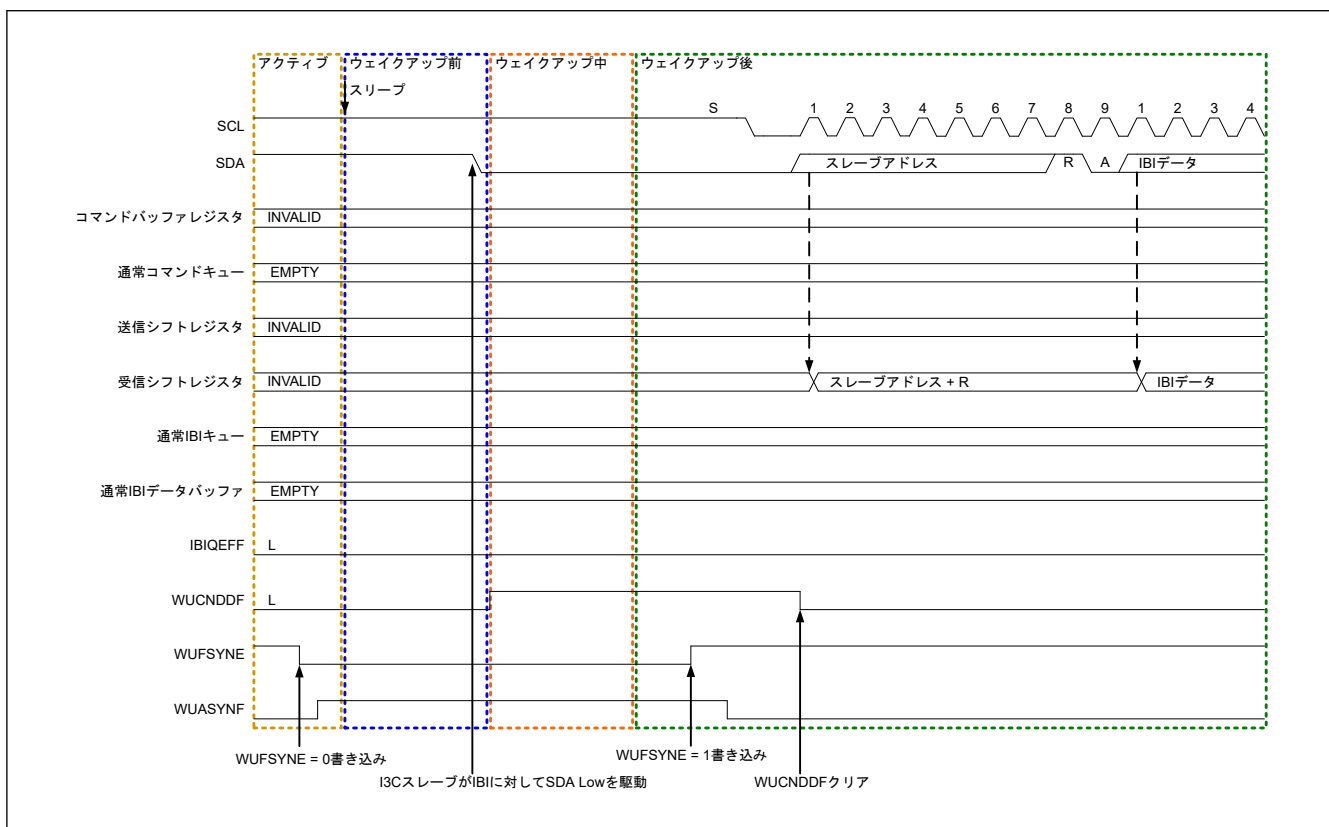 アクティブ ウェイクアップ前 ウェイクアップ中 ウェイクアップ後
スリープ
S 1 2 3 4 5 6 7 8 9 1 2 3 4
SCL
SDA スレーブアドレス R A IBIデータ
コマンドバッファレジスタ INVALID
通常コマンドキュー EMPTY
送信シフトレジスタ INVALID
受信シフトレジスタ INVALID スレーブアドレス + R IBIデータ
通常IBIキュー EMPTY
通常IBIデータバッファ EMPTY
IBIQEFF L
WUCNDDF L
WUFSYNE
WUASYNF
WUFSYNE = 0書き込み WUFSYNE = 1書き込み
I3CスレーブがIBIに対してSDA Lowを駆動 WUCNDDFクリア